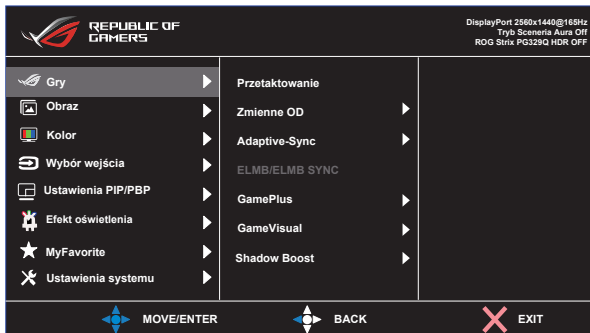 REPUBLIC OF
GAMERS
DisplayPort 2560x1440@165Hz
Tryb Sceneria Aura Off
ROG Strix PG329Q HDR OFF
Gry
Obraz
Kolor
Wybór wejścia
Ustawienia PIP/PBP
Efekt oświetlenia
MyFavorite
Ustawienia systemu
Przetaktowanie
Zmienne OD
Adaptive-Sync
ELMB/ELMB SYNC
GamePlus
GameVisual
Shadow Boost
MOVE/ENTER
BACK
EXIT